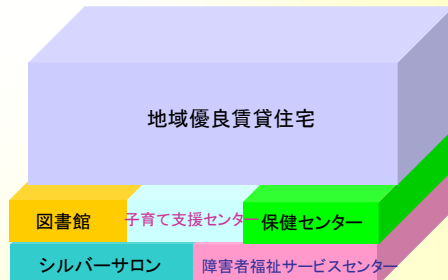 地域優良賃貸住宅
図書館
子育て支援センター
保健センター
シルバーサロン
障害者福祉サービスセンター